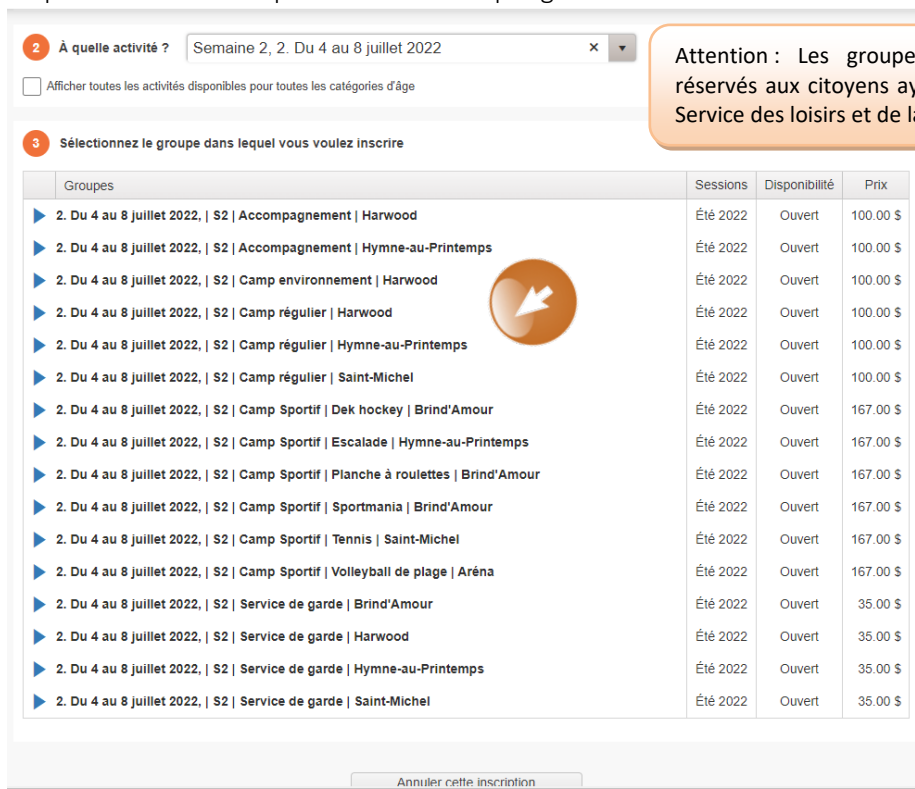 2 À quelle activité ? Semaine 2, 2. Du 4 au 8 juillet 2022 ×
Afficher toutes les activités disponibles pour toutes les catégories d'âge
Attention : Les groupe
réservés aux citoyens ay
Service des loisirs et de la
3 Sélectionnez le groupe dans lequel vous voulez inscrire
Groupes Sessions Disponibilité Prix
2. Du 4 au 8 juillet 2022, | S2 | Accompagnement | Harwood Été 2022 Ouvert 100.00 $
2. Du 4 au 8 juillet 2022, | S2 | Accompagnement | Hymne-au-Printemps Été 2022 Ouvert 100.00 $
2. Du 4 au 8 juillet 2022, | S2 | Camp environnement | Harwood Été 2022 Ouvert 100.00 $
2. Du 4 au 8 juillet 2022, | S2 | Camp régulier | Harwood Été 2022 Ouvert 100.00 $
2. Du 4 au 8 juillet 2022, | S2 | Camp régulier | Hymne-au-Printemps Été 2022 Ouvert 100.00 $
2. Du 4 au 8 juillet 2022, | S2 | Camp régulier | Saint-Michel Été 2022 Ouvert 100.00 $
2. Du 4 au 8 juillet 2022, | S2 | Camp Sportif | Dek hockey | Brind'Amour Été 2022 Ouvert 167.00 $
2. Du 4 au 8 juillet 2022, | S2 | Camp Sportif | Escalade | Hymne-au-Printemps Été 2022 Ouvert 167.00 $
2. Du 4 au 8 juillet 2022, | S2 | Camp Sportif | Planche à roulettes | Brind'Amour Été 2022 Ouvert 167.00 $
2. Du 4 au 8 juillet 2022, | S2 | Camp Sportif | Sportmania | Brind'Amour Été 2022 Ouvert 167.00 $
2. Du 4 au 8 juillet 2022, | S2 | Camp Sportif | Tennis | Saint-Michel Été 2022 Ouvert 167.00 $
2. Du 4 au 8 juillet 2022, | S2 | Camp Sportif | Volleyball de plage | Aréna Été 2022 Ouvert 167.00 $
2. Du 4 au 8 juillet 2022, | S2 | Service de garde | Brind'Amour Été 2022 Ouvert 35.00 $
2. Du 4 au 8 juillet 2022, | S2 | Service de garde | Harwood Été 2022 Ouvert 35.00 $
2. Du 4 au 8 juillet 2022, | S2 | Service de garde | Hymne-au-Printemps Été 2022 Ouvert 35.00 $
2. Du 4 au 8 juillet 2022, | S2 | Service de garde | Saint-Michel Été 2022 Ouvert 35.00 $
Annuler cette inscription